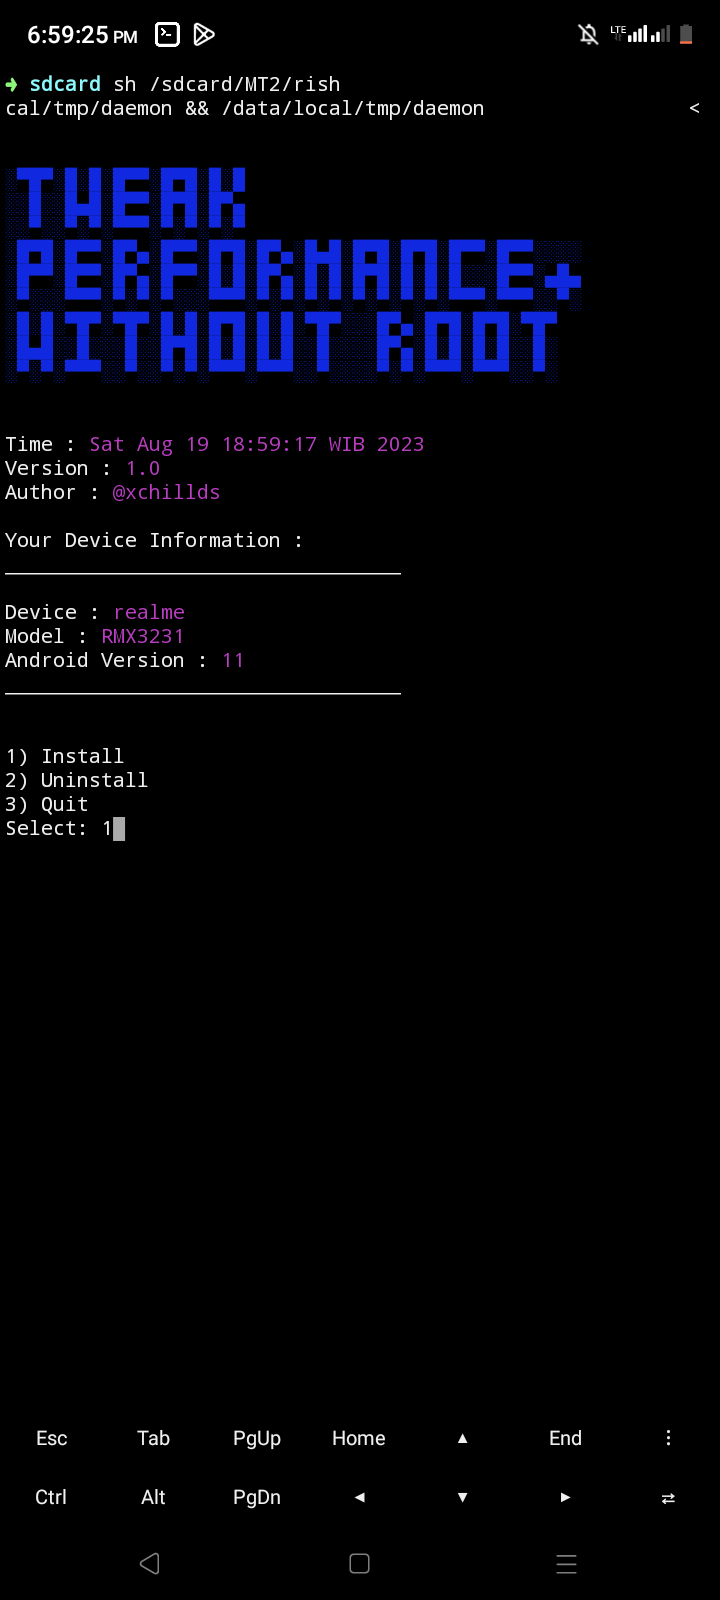 6:59:25 PM
LTE
➜ sdcard sh /sdcard/MT2/rish
cal/tmp/daemon && /data/local/tmp/daemon <
TWEAK
PERFORMANCE+
WITHOUT ROOT
Time : Sat Aug 19 18:59:17 WIB 2023
Version : 1.0
Author : @xchillds
Your Device Information :
Device : realme
Model : RMX3231
Android Version : 11
1) Install
2) Uninstall
3) Quit
Select: 1
Esc Tab PgUp Home ▲ End ⋮
Ctrl Alt PgDn ◀ ▼ ▶ ⇄